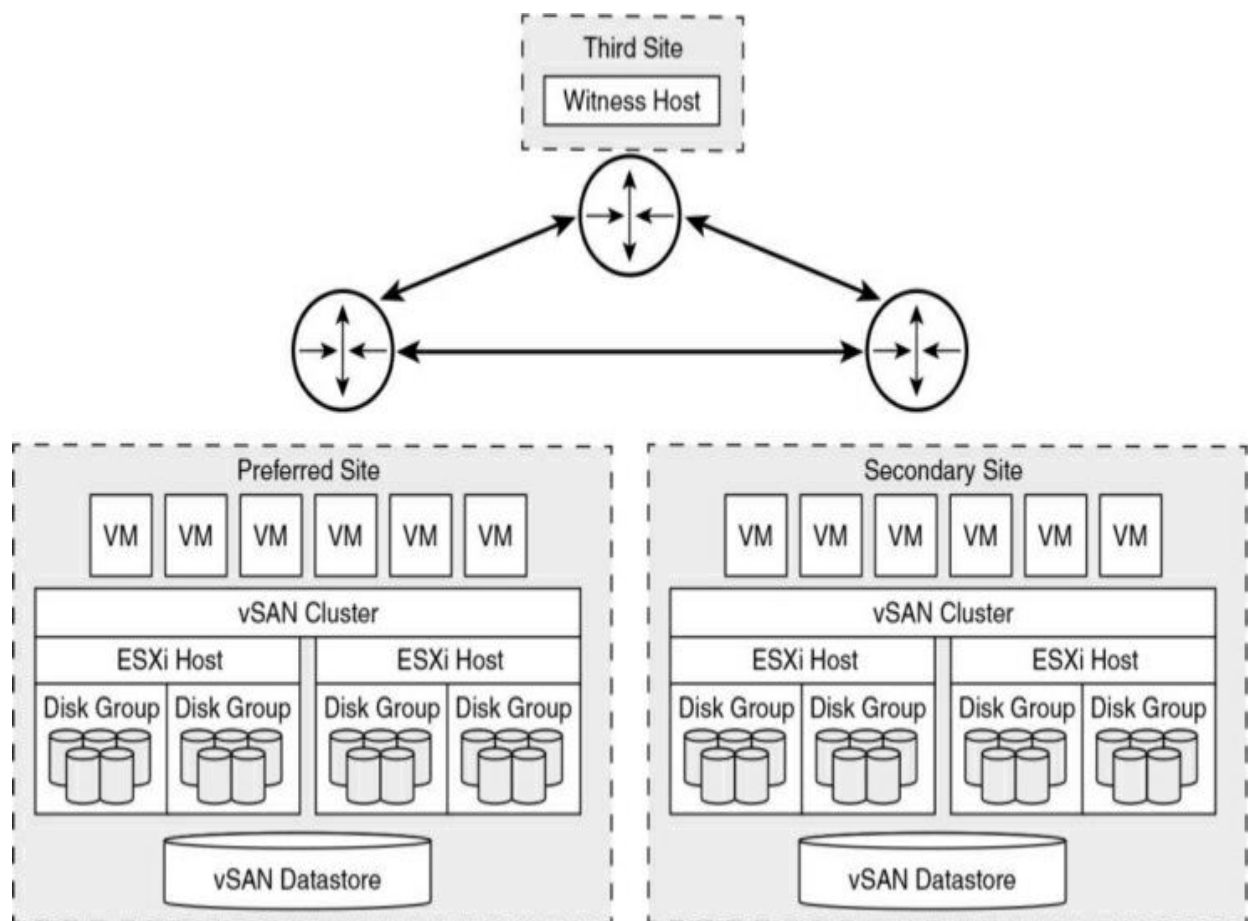 Third Site
Witness Host
Preferred Site
VM VM VM VM VM VM
vSAN Cluster
ESXi Host ESXi Host
Disk Group Disk Group Disk Group Disk Group
vSAN Datastore
Secondary Site
VM VM VM VM VM VM
vSAN Cluster
ESXi Host ESXi Host
Disk Group Disk Group Disk Group Disk Group
vSAN Datastore